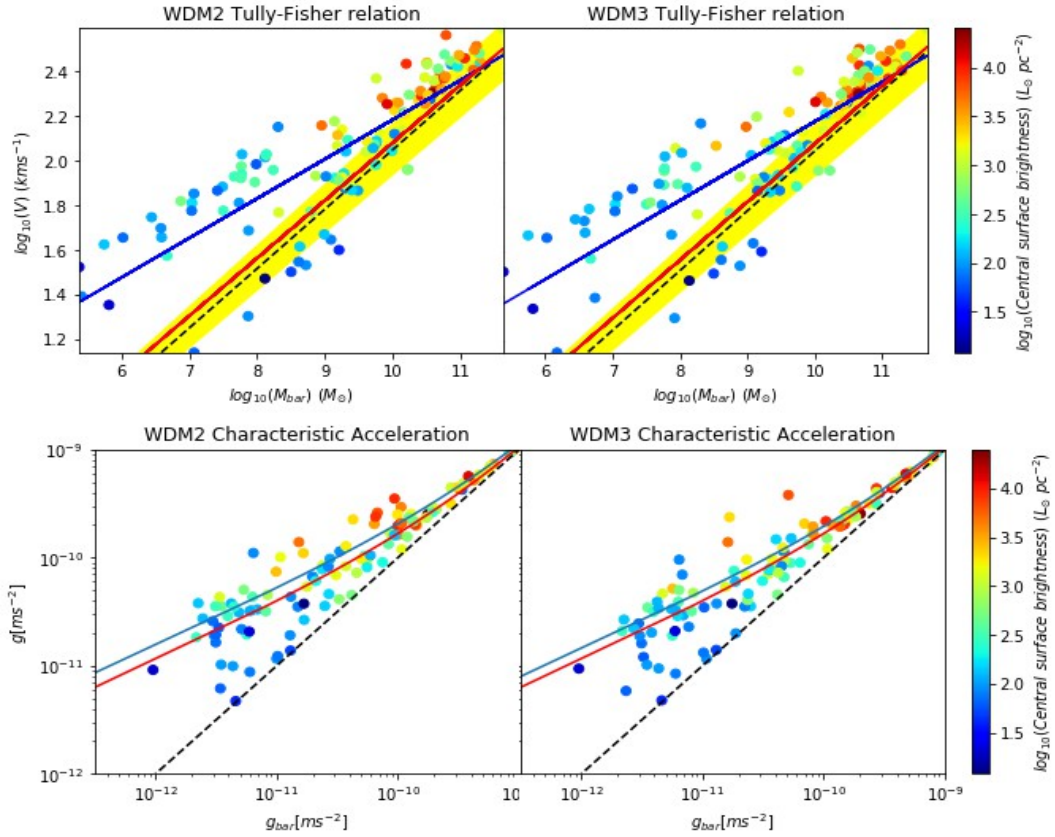 WDM2 Tully-Fisher relation
WDM3 Tully-Fisher relation
log10(V) (kms⁻¹)
2.4
2.2
2.0
1.8
1.6
1.4
1.2
6 7 8 9 10 11
6 7 8 9 10 11
log10(Mbar) (M⊙)
log10(Mbar) (M⊙)
4.0
3.5
3.0
2.5
2.0
1.5
log10(Central surface brightness) (L⊙ pc⁻²)
WDM2 Characteristic Acceleration
WDM3 Characteristic Acceleration
g[ms⁻²]
10⁻⁹
10⁻¹⁰
10⁻¹¹
10⁻¹²
10⁻¹² 10⁻¹¹ 10⁻¹⁰ 10
10⁻¹² 10⁻¹¹ 10⁻¹⁰ 10⁻⁹
gbar[ms⁻²]
gbar[ms⁻²]
4.0
3.5
3.0
2.5
2.0
1.5
log10(Central surface brightness) (L⊙ pc⁻²)